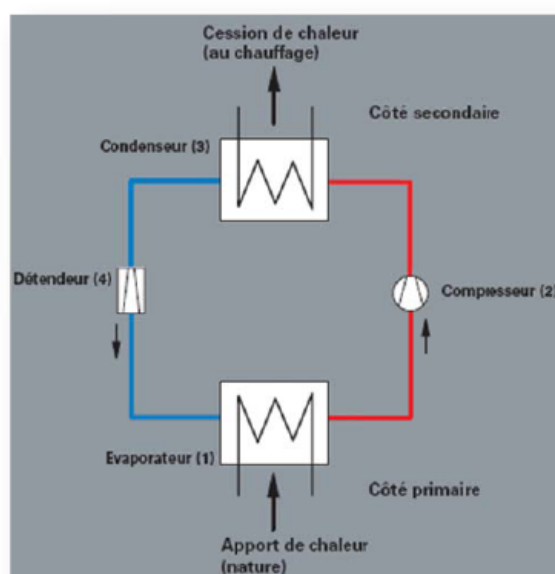 Cession de chaleur
(au chauffage)
Côté secondaire
Condenseur (3)
Détendeur (4)
Compresseur (2)
Evaporateur (1)
Côté primaire
Apport de chaleur
(nature)